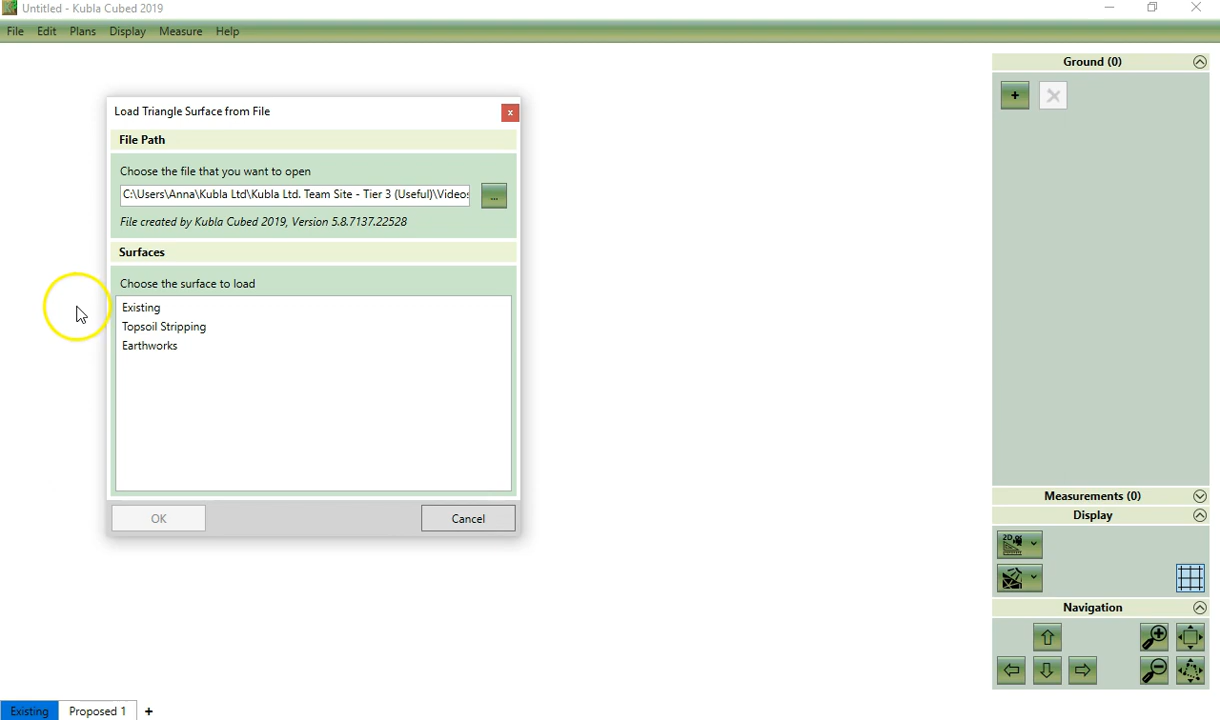 Untitled - Kubla Cubed 2019
File Edit Plans Display Measure Help
Ground (0)
+
Load Triangle Surface from File
x
File Path
Choose the file that you want to open
C:\Users\Anna\Kubla Ltd\Kubla Ltd. Team Site - Tier 3 (Useful)\Videos
...
File created by Kubla Cubed 2019, Version 5.8.7137.22528
Surfaces
Choose the surface to load
Existing
Topsoil Stripping
Earthworks
OK Cancel
Measurements (0)
Display
2D
Navigation
Existing Proposed 1 +